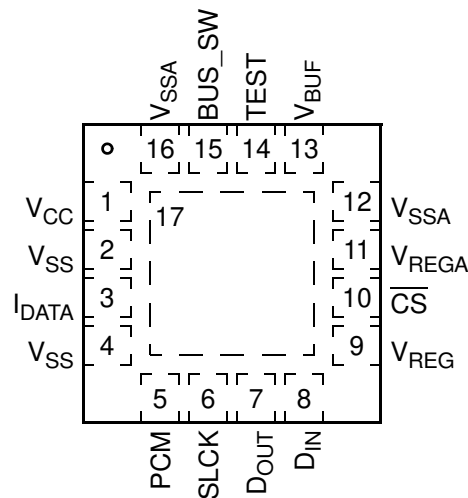 VSSA
BUS_SW
TEST
VBUF
16 15 14 13
17
VCC 1
VSS 2
IDATA 3
VSS 4
12 VSSA
11 VREGA
10 C̅S̅
9 VREG
5 6 7 8
PCM
SLCK
DOUT
DIN